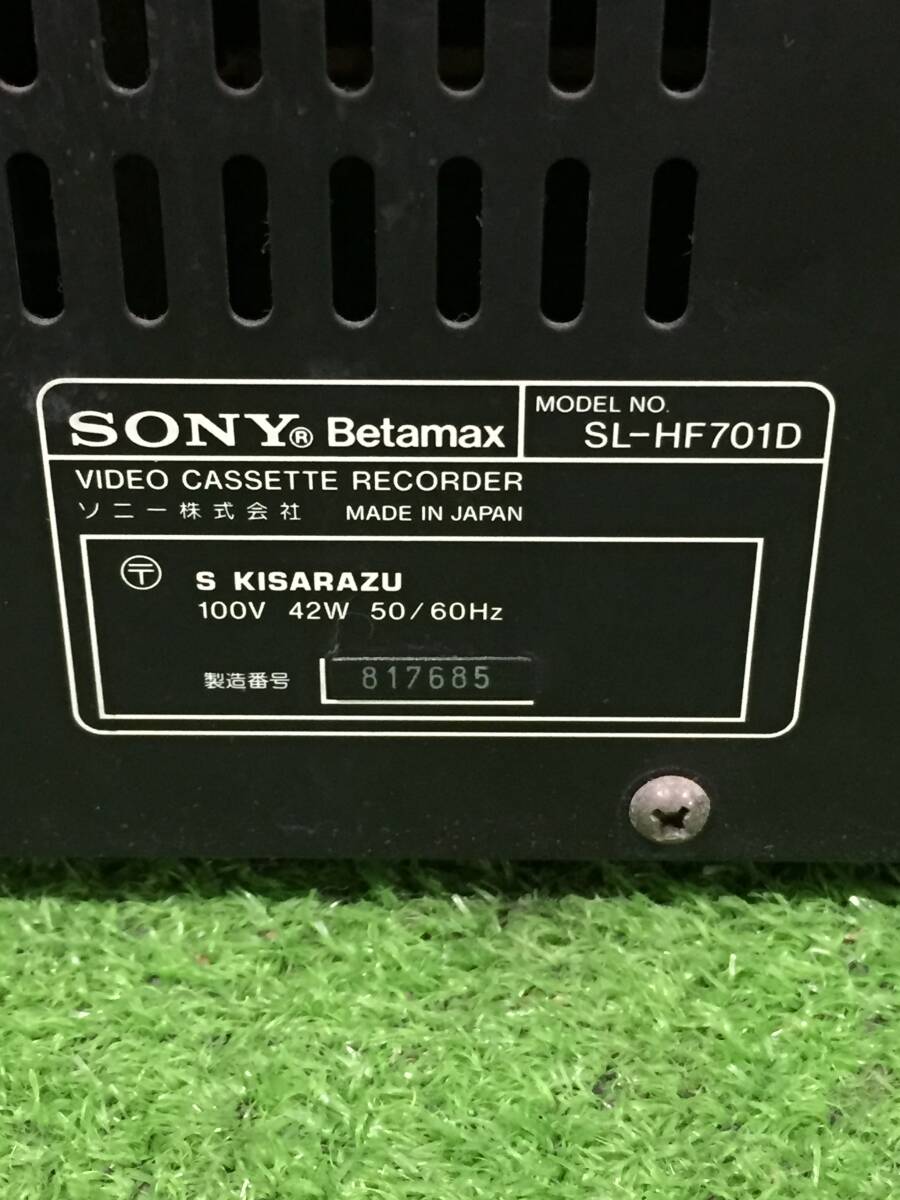 SONY® Betamax
MODEL NO.
SL-HF701D
VIDEO CASSETTE RECORDER
ソニー株式会社 MADE IN JAPAN
〶 S KISARAZU
100V 42W 50/60Hz
製造番号 817685